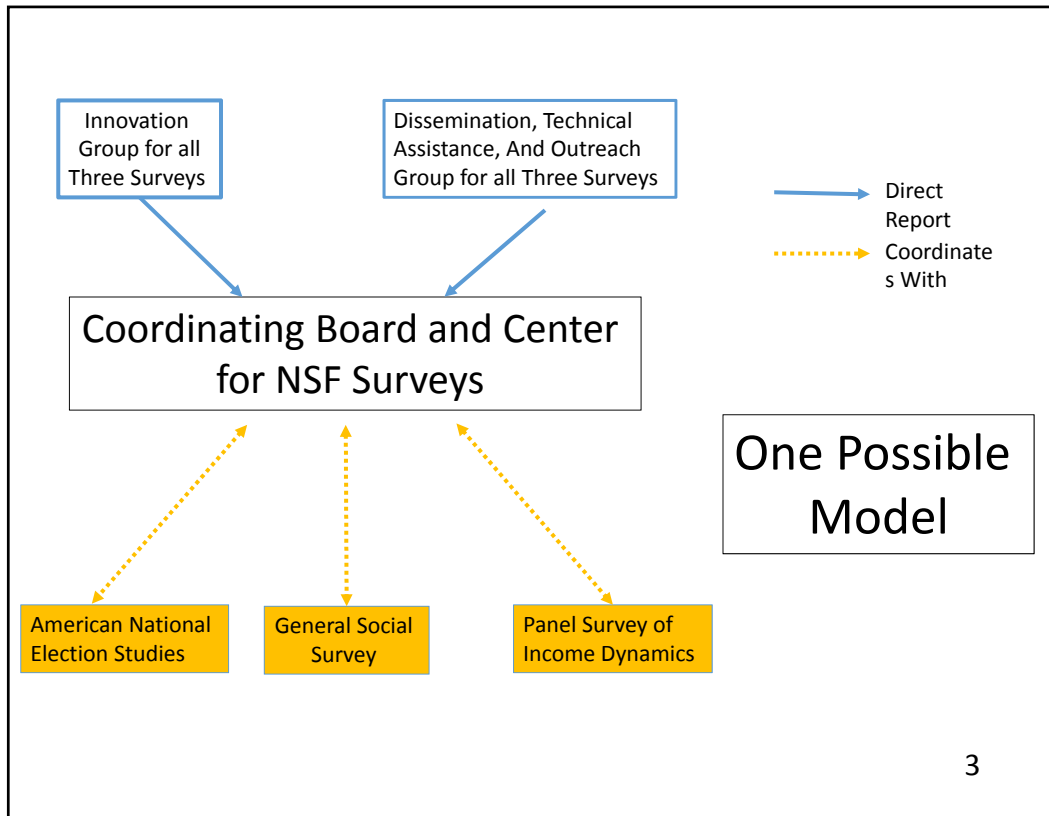 Innovation
Group for all
Three Surveys
Dissemination, Technical
Assistance, And Outreach
Group for all Three Surveys
Direct
Report
Coordinate
s With
Coordinating Board and Center
for NSF Surveys
One Possible
Model
American National
Election Studies
General Social
Survey
Panel Survey of
Income Dynamics
3